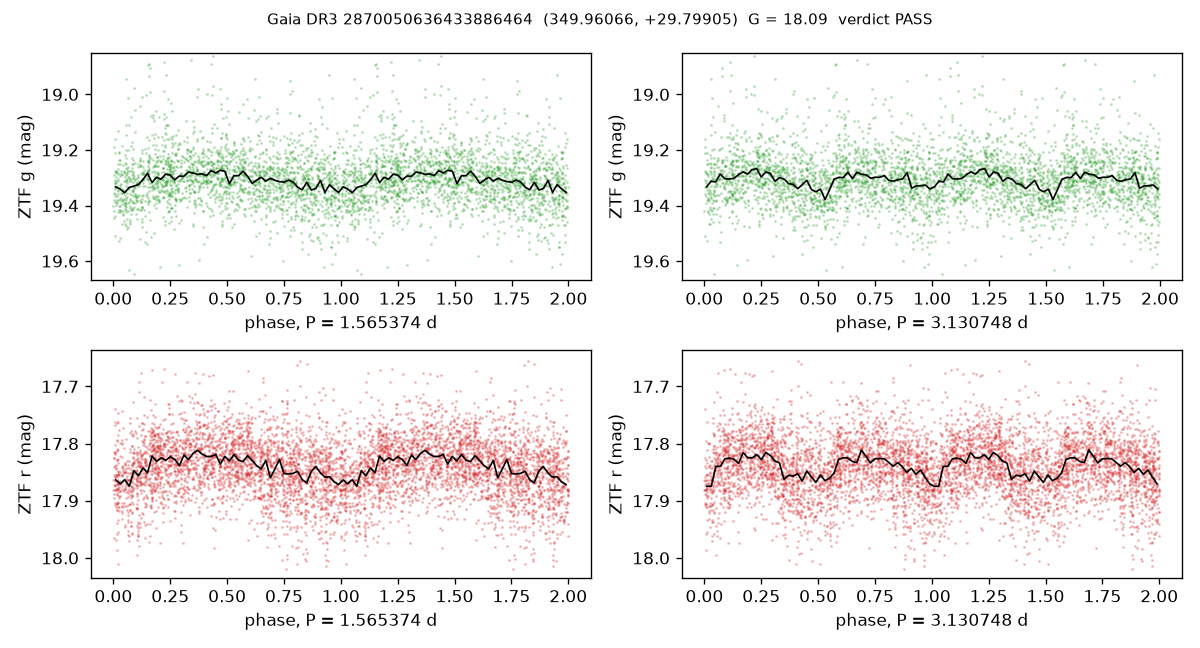 Gaia DR3 2870050636433886464  (349.96066, +29.79905)  G = 18.09  verdict PASS
ZTF g (mag)
19.0
19.2
19.4
19.6
0.00 0.25 0.50 0.75 1.00 1.25 1.50 1.75 2.00
phase, P = 1.565374 d
ZTF g (mag)
19.0
19.2
19.4
19.6
0.00 0.25 0.50 0.75 1.00 1.25 1.50 1.75 2.00
phase, P = 3.130748 d
ZTF r (mag)
17.7
17.8
17.9
18.0
0.00 0.25 0.50 0.75 1.00 1.25 1.50 1.75 2.00
phase, P = 1.565374 d
ZTF r (mag)
17.7
17.8
17.9
18.0
0.00 0.25 0.50 0.75 1.00 1.25 1.50 1.75 2.00
phase, P = 3.130748 d